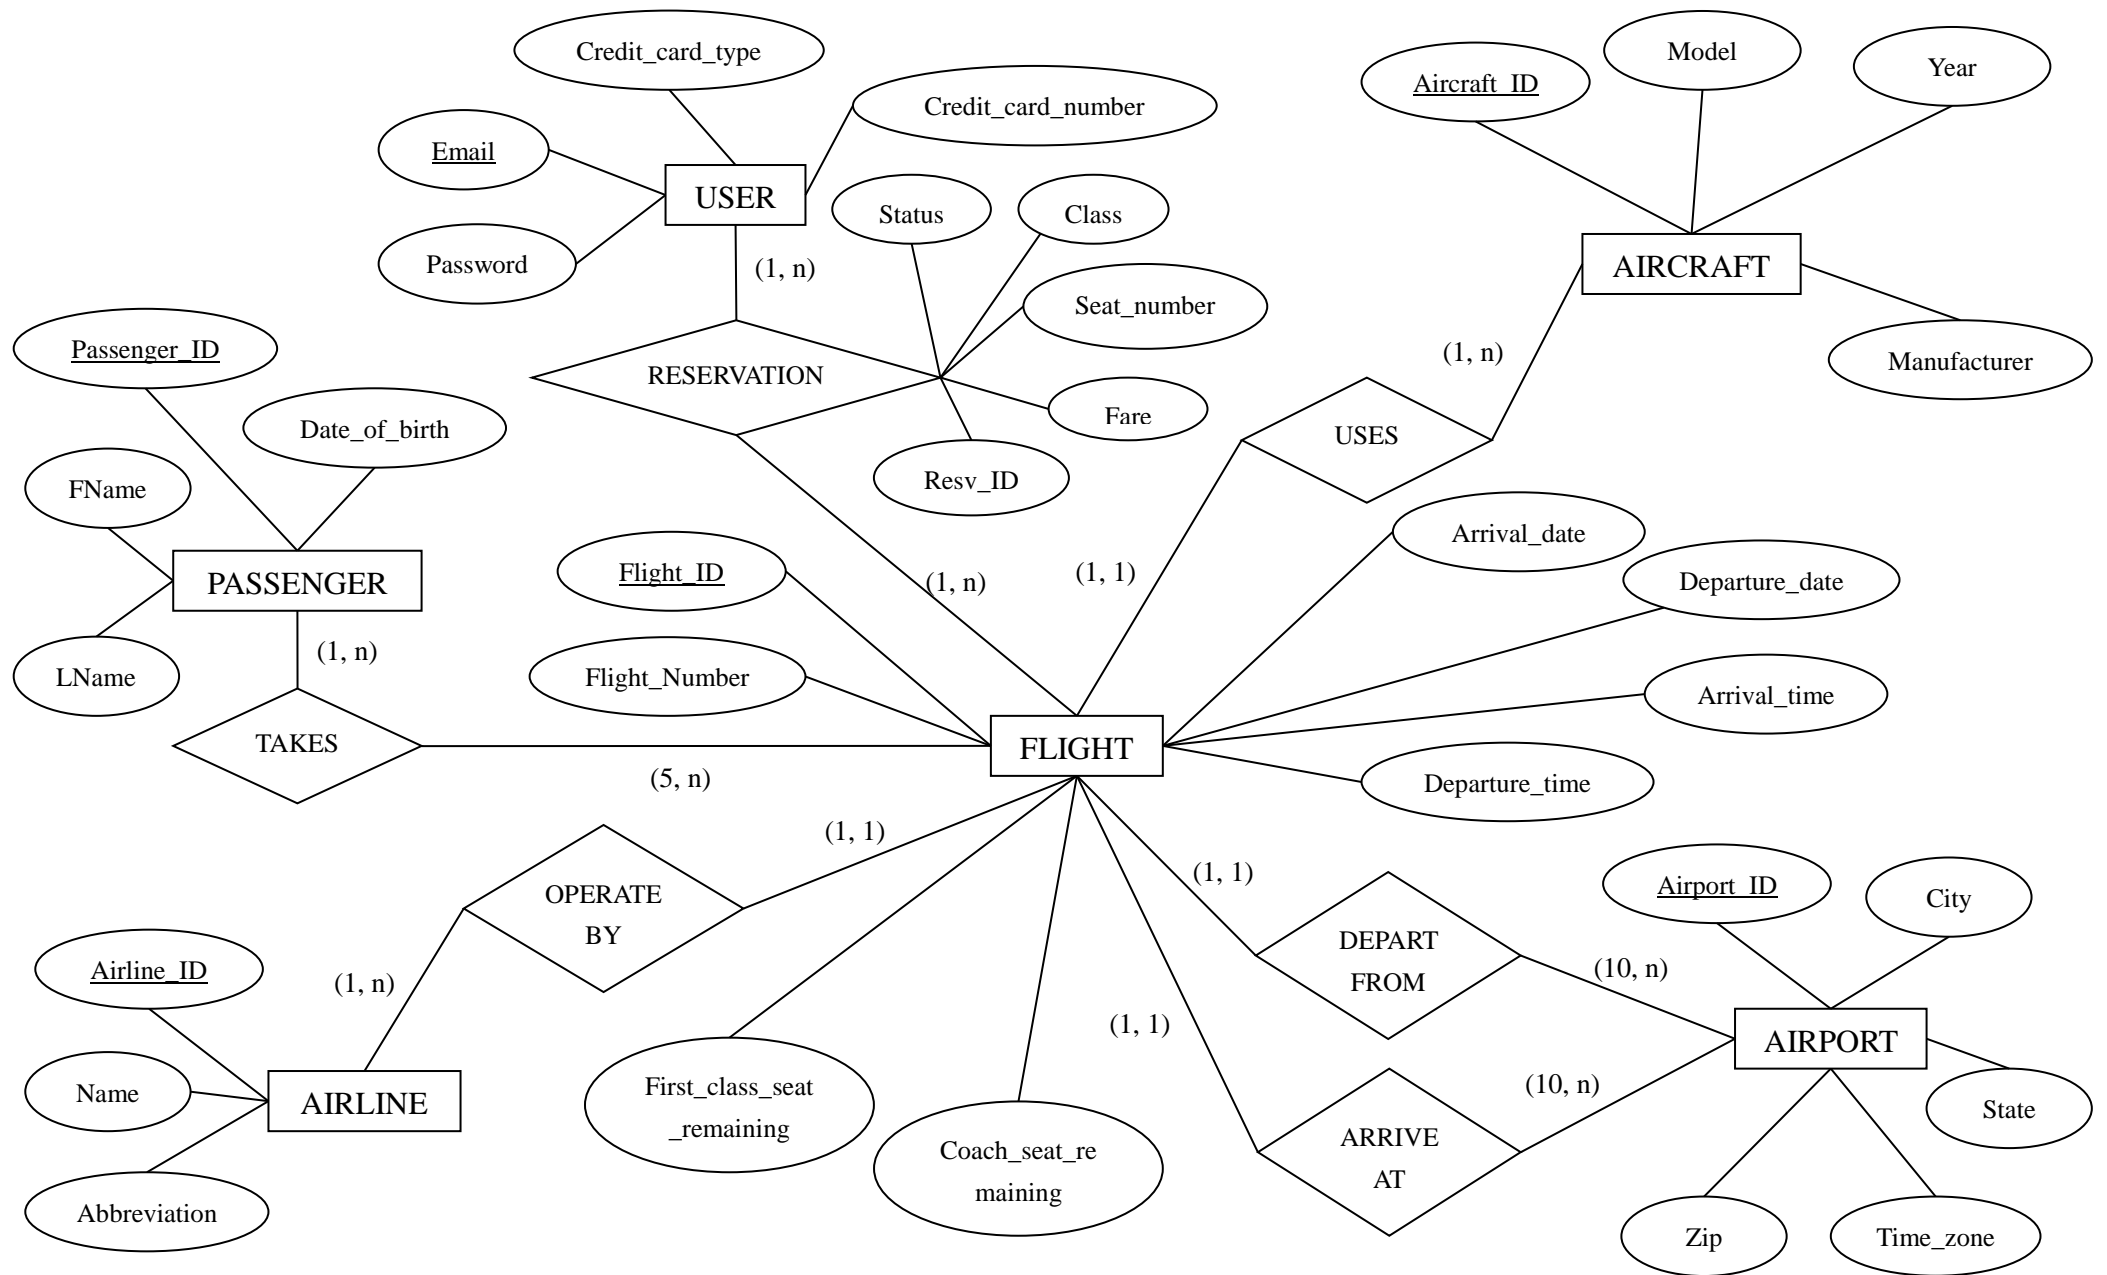 Credit_card_type
Model
Year
Aircraft_ID
Credit_card_number
Email
USER
Status
Class
Password
(1, n)
AIRCRAFT
Seat_number
Passenger_ID
RESERVATION
(1, n)
Manufacturer
Date_of_birth
Fare
USES
FName
Resv_ID
Arrival_date
PASSENGER
Flight_ID
(1, n)
(1, 1)
Departure_date
(1, n)
LName
Flight_Number
Arrival_time
TAKES
FLIGHT
(5, n)
Departure_time
(1, 1)
OPERATE
BY
(1, 1)
Airport_ID
City
DEPART
FROM
Airline_ID
(1, n)
(10, n)
(1, 1)
AIRPORT
Name
AIRLINE
First_class_seat
_remaining
(10, n)
State
Coach_seat_re
maining
ARRIVE
AT
Abbreviation
Zip
Time_zone